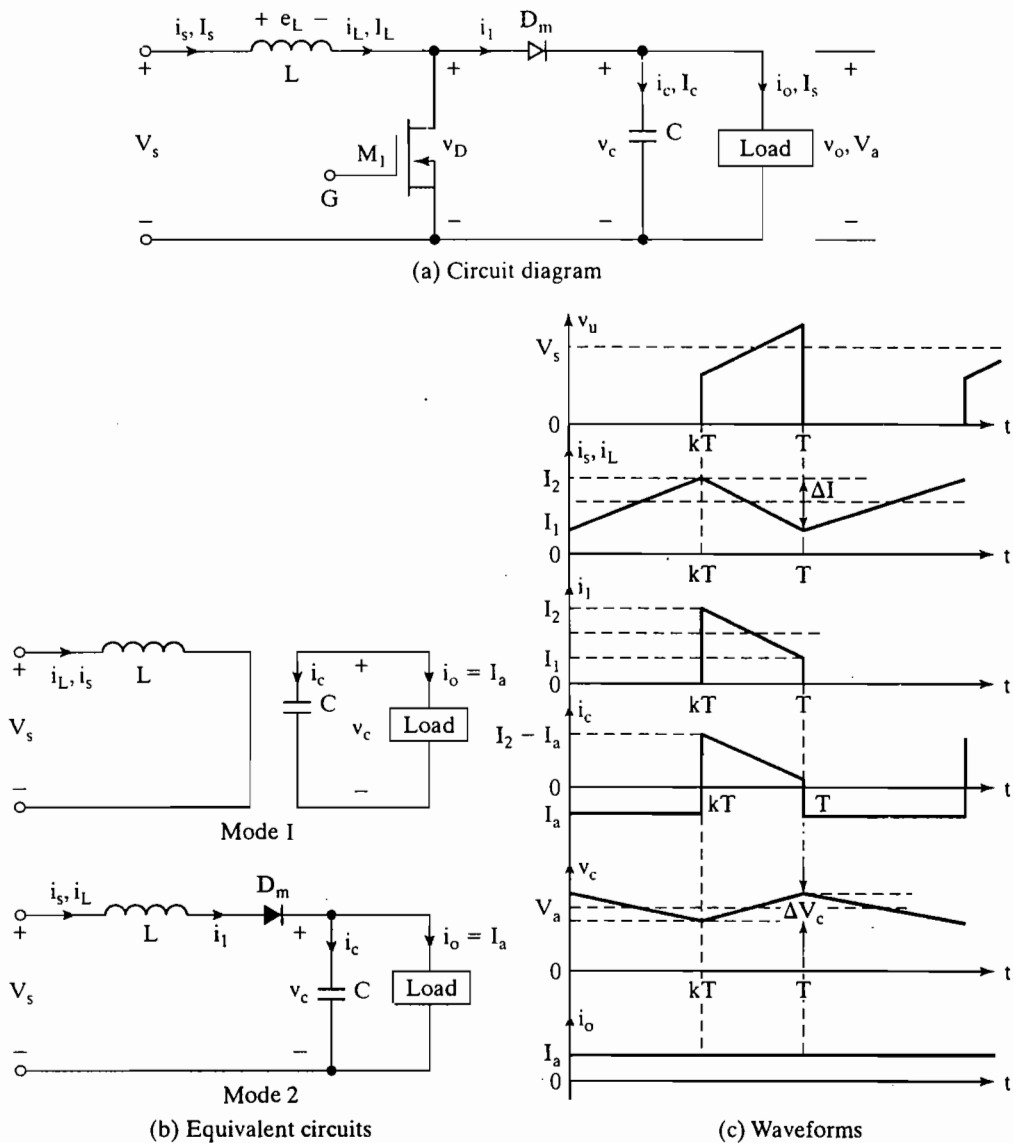 + e_L −
i_s, I_s
i_L, I_L
i_1
D_m
+
L
+
+
i_c, I_c
i_o, I_s
+
V_s
M_1
G
v_D
v_c
C
Load
v_o, V_a
−
−
−
−
(a) Circuit diagram
v_u
V_s
0
kT
T
t
i_s, i_L
I_2
ΔI
I_1
0
kT
T
t
i_1
I_2
I_1
0
kT
T
t
i_c
I_2 − I_a
0
kT
T
t
I_a
v_c
V_a
ΔV_c
0
kT
T
t
i_o
I_a
0
t
(c) Waveforms
+
i_L, i_s
L
V_s
−
i_c
C
+
v_c
−
i_o = I_a
Load
Mode 1
i_s, i_L
D_m
+
L
i_1
+
i_c
i_o = I_a
V_s
v_c
C
Load
−
−
Mode 2
(b) Equivalent circuits